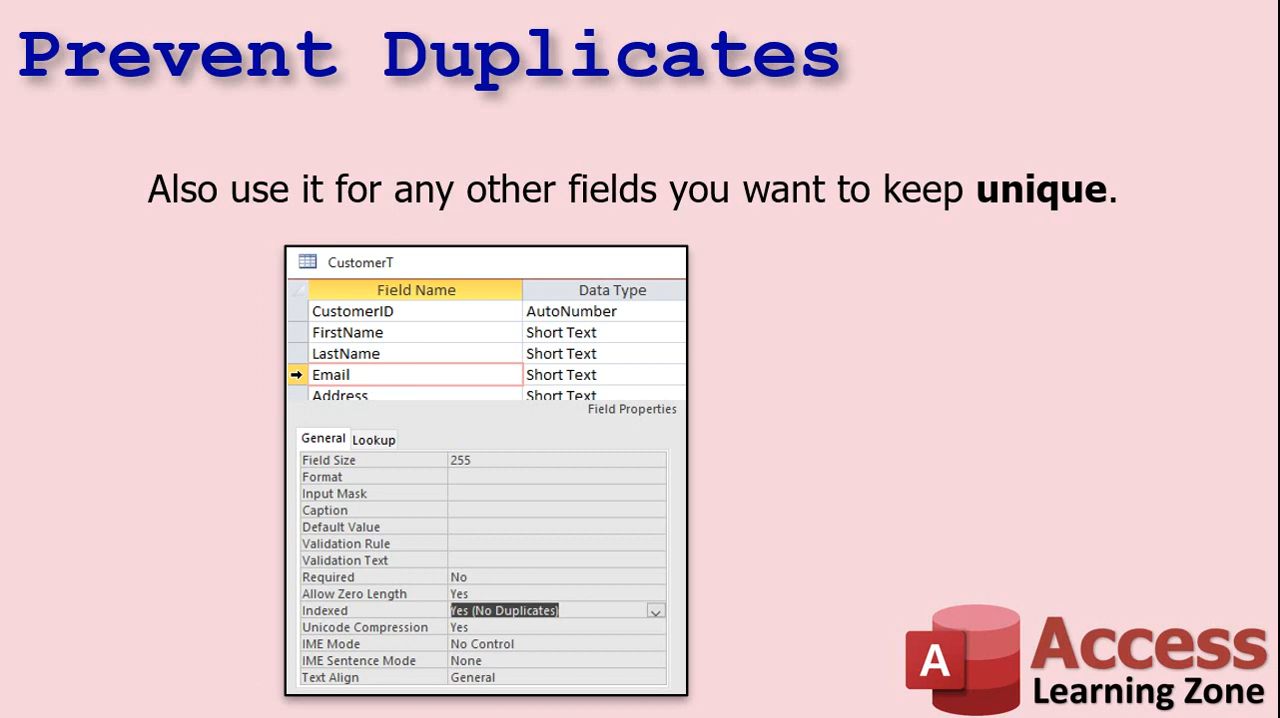 Prevent Duplicates
Also use it for any other fields you want to keep unique.
CustomerT
Field Name Data Type
CustomerID AutoNumber
FirstName Short Text
LastName Short Text
Email Short Text
Address Short Text
Field Properties
General Lookup
Field Size 255
Format
Input Mask
Caption
Default Value
Validation Rule
Validation Text
Required No
Allow Zero Length Yes
Indexed Yes (No Duplicates)
Unicode Compression Yes
IME Mode No Control
IME Sentence Mode None
Text Align General
A Access
Learning Zone